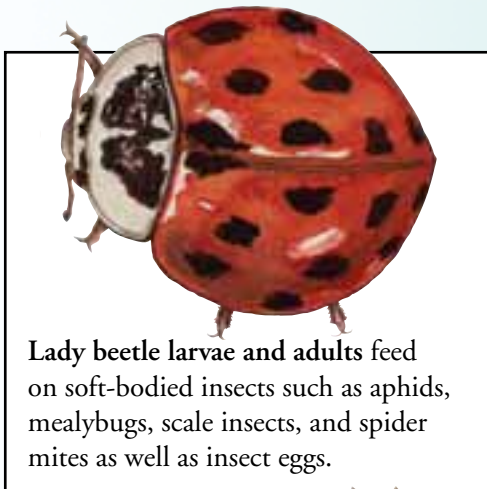 Lady beetle larvae and adults feed
on soft-bodied insects such as aphids,
mealybugs, scale insects, and spider
mites as well as insect eggs.